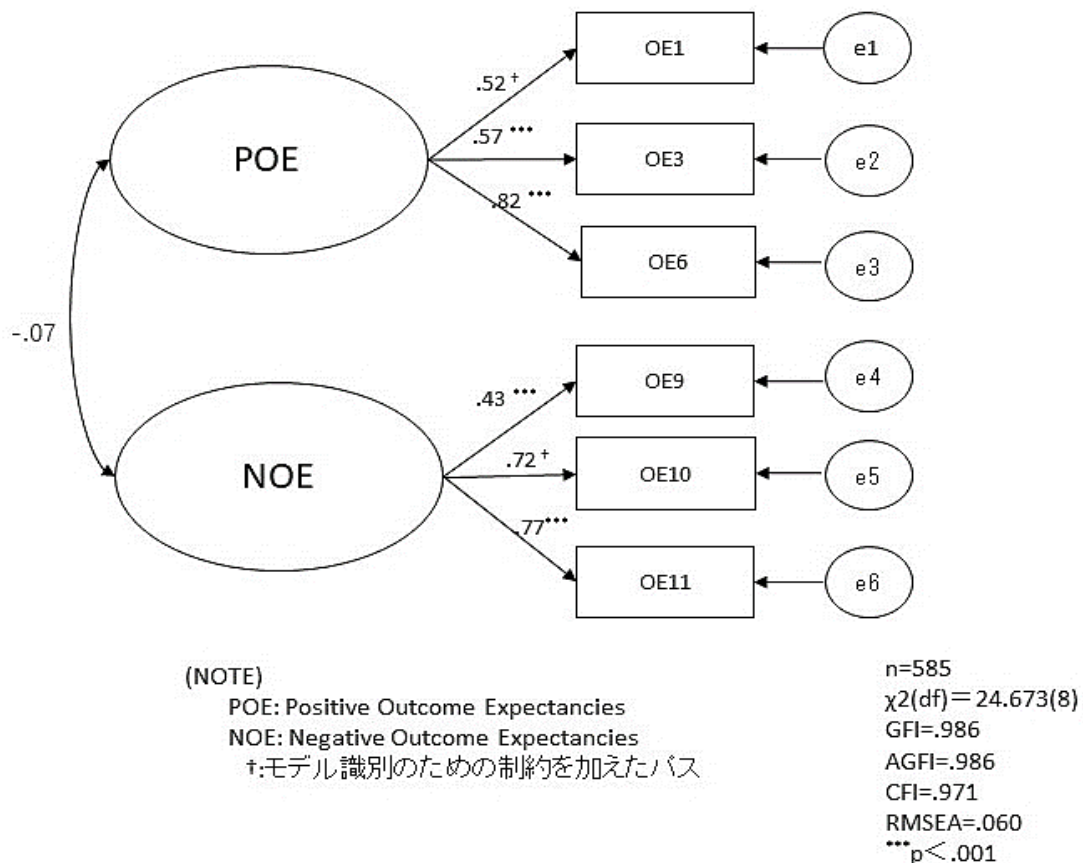 OE1
e1
.52 †
.57 ***
POE
OE3
e2
.82 ***
OE6
e3
-.07
OE9
e4
.43 ***
.72 †
NOE
OE10
e5
.77***
OE11
e6
(NOTE)
POE: Positive Outcome Expectancies
NOE: Negative Outcome Expectancies
†:モデル識別のための制約を加えたパス
n=585
χ2(df)＝24.673(8)
GFI=.986
AGFI=.986
CFI=.971
RMSEA=.060
***p＜.001